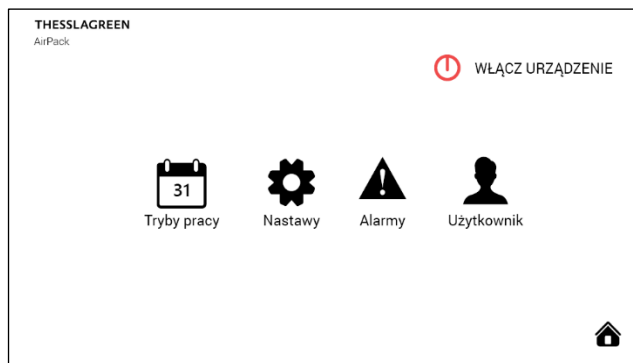 THESSLAGREEN
AirPack
WŁĄCZ URZĄDZENIE
31
Tryby pracy
Nastawy
Alarmy
Użytkownik